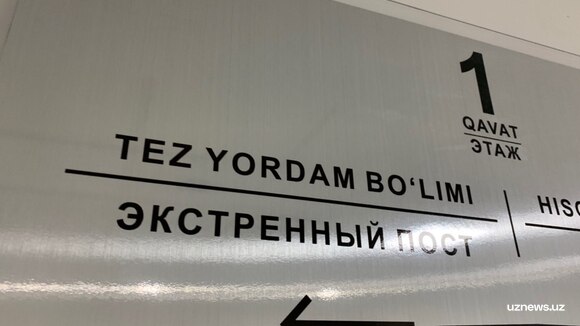 1
QAVAT
ЭТАЖ
TEZ YORDAM BO‘LIMI
ЭКСТРЕННЫЙ ПОСТ
uznews.uz